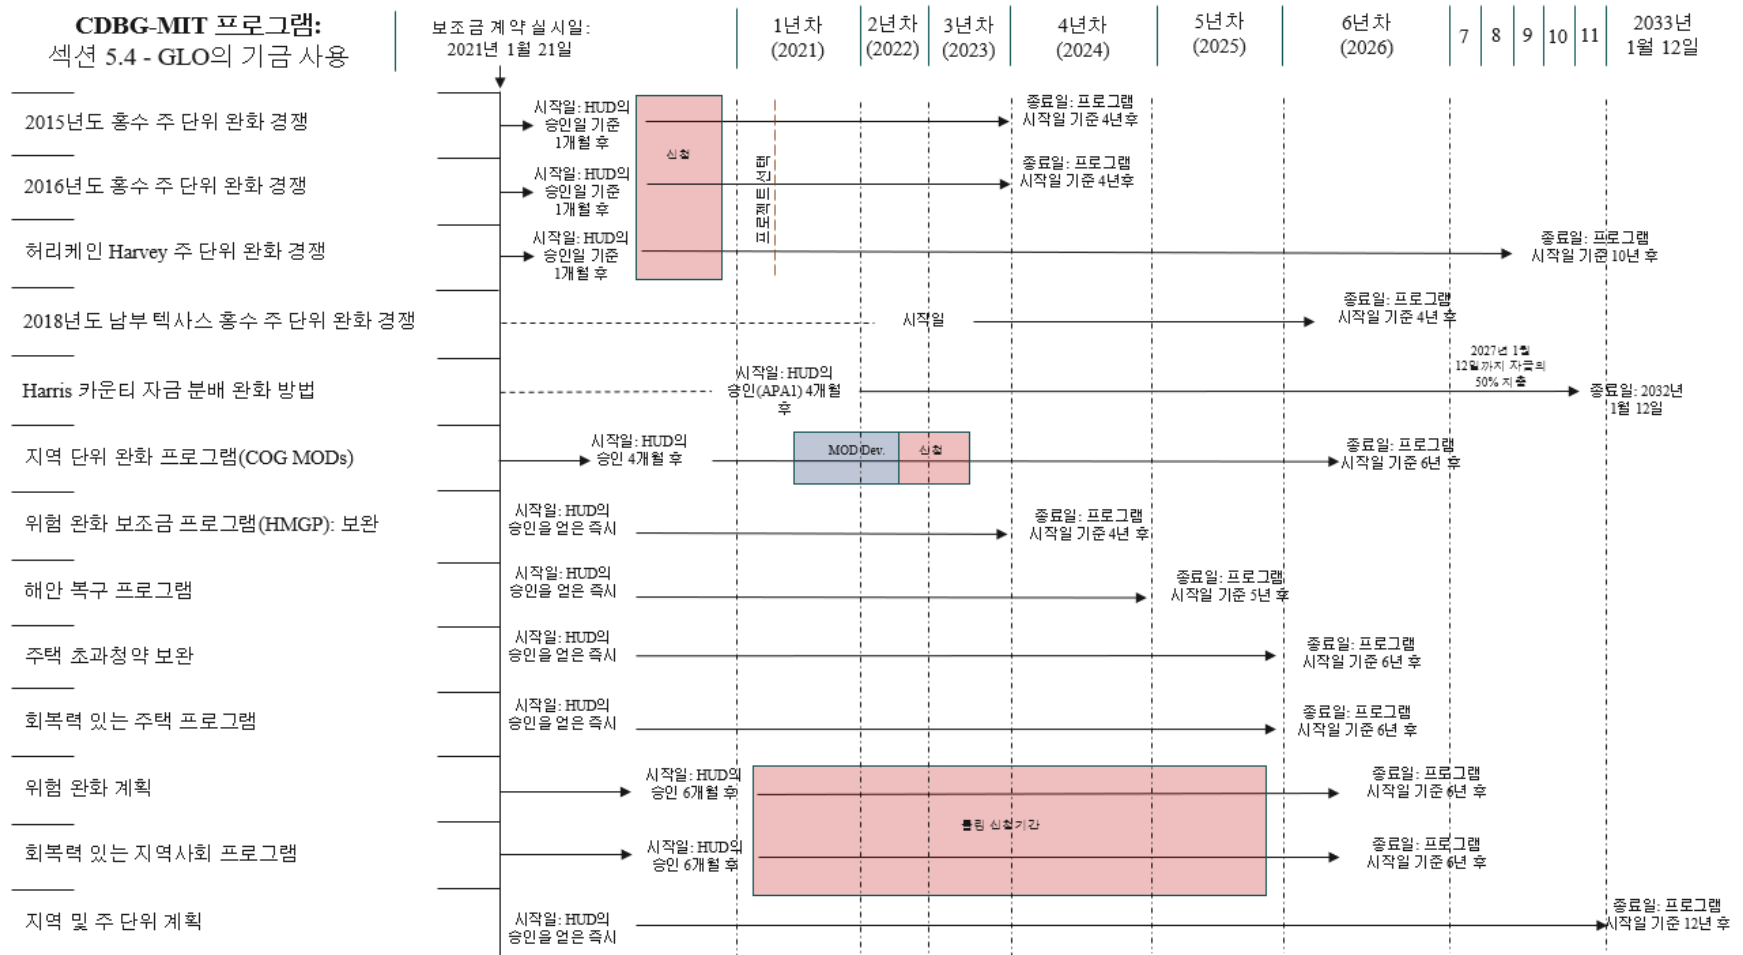 CDBG-MIT 프로그램:
섹션 5.4 - GLO의 기금 사용
보조금 계약 실시일:
2021년 1월 21일
1년차
(2021)
2년차
(2022)
3년차
(2023)
4년차
(2024)
5년차
(2025)
6년차
(2026)
7
8
9
10
11
2033년
1월 12일
2015년도 홍수 주 단위 완화 경쟁
시작일: HUD의
승인일 기준
1개월 후
신청
프로젝트 선택
종료일: 프로그램
시작일 기준 4년후
2016년도 홍수 주 단위 완화 경쟁
시작일: HUD의
승인일 기준
1개월 후
종료일: 프로그램
시작일 기준 4년후
허리케인 Harvey 주 단위 완화 경쟁
시작일: HUD의
승인일 기준
1개월 후
종료일: 프로그램
시작일 기준 10년 후
2018년도 남부 텍사스 홍수 주 단위 완화 경쟁
시작일
종료일: 프로그램
시작일 기준 4년 후
Harris 카운티 자금 분배 완화 방법
시작일: HUD의
승인(APA1) 4개월
후
2027년 1월
12일까지 자금의
50% 지출
종료일: 2032년
1월 12일
지역 단위 완화 프로그램(COG MODs)
시작일: HUD의
승인 4개월 후
MOD Dev.
신청
종료일: 프로그램
시작일 기준 6년 후
위험 완화 보조금 프로그램(HMGP): 보완
시작일: HUD의
승인을 얻은 즉시
종료일: 프로그램
시작일 기준 4년 후
해안 복구 프로그램
시작일: HUD의
승인을 얻은 즉시
종료일: 프로그램
시작일 기준 5년 후
주택 초과청약 보완
시작일: HUD의
승인을 얻은 즉시
종료일: 프로그램
시작일 기준 6년 후
회복력 있는 주택 프로그램
시작일: HUD의
승인을 얻은 즉시
종료일: 프로그램
시작일 기준 6년 후
위험 완화 계획
시작일: HUD의
승인 6개월 후
종료일: 프로그램
시작일 기준 6년 후
롤링 신청기간
회복력 있는 지역사회 프로그램
시작일: HUD의
승인 6개월 후
종료일: 프로그램
시작일 기준 6년 후
지역 및 주 단위 계획
시작일: HUD의
승인을 얻은 즉시
종료일: 프로그램
시작일 기준 12년 후